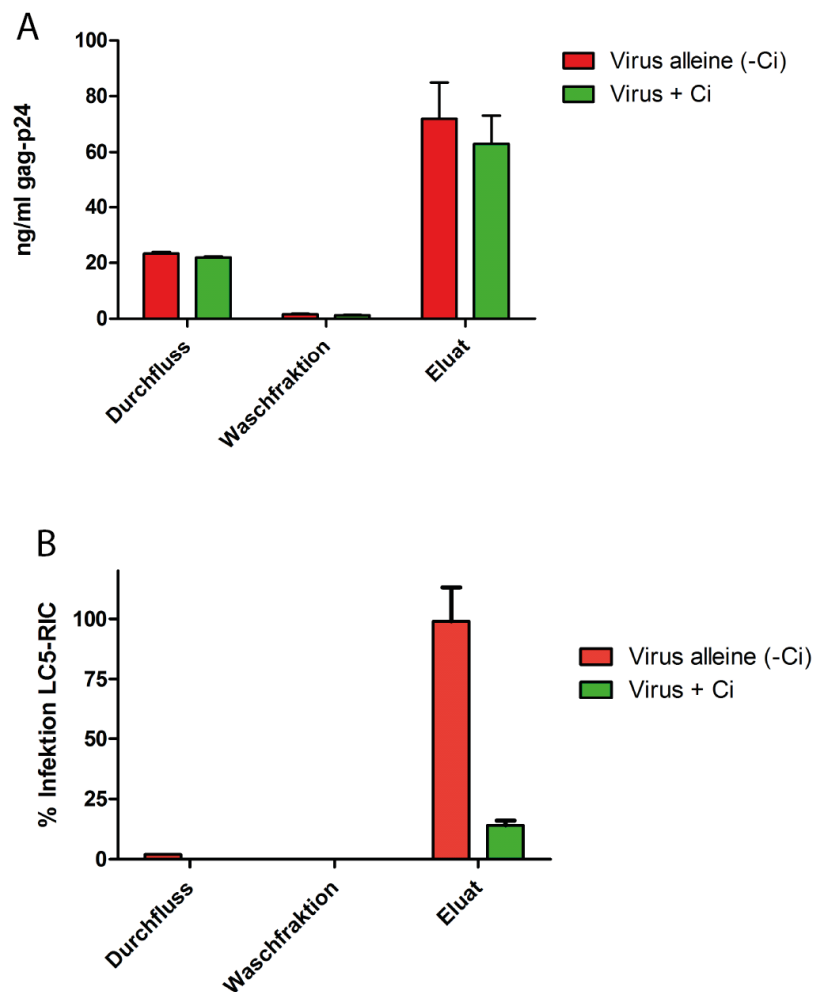 A
100
80
60
40
20
0
ng/ml gag-p24
Durchfluss
Waschfraktion
Eluat
Virus alleine (-Ci)
Virus + Ci
B
100
75
50
25
0
% Infektion LC5-RIC
Durchfluss
Waschfraktion
Eluat
Virus alleine (-Ci)
Virus + Ci